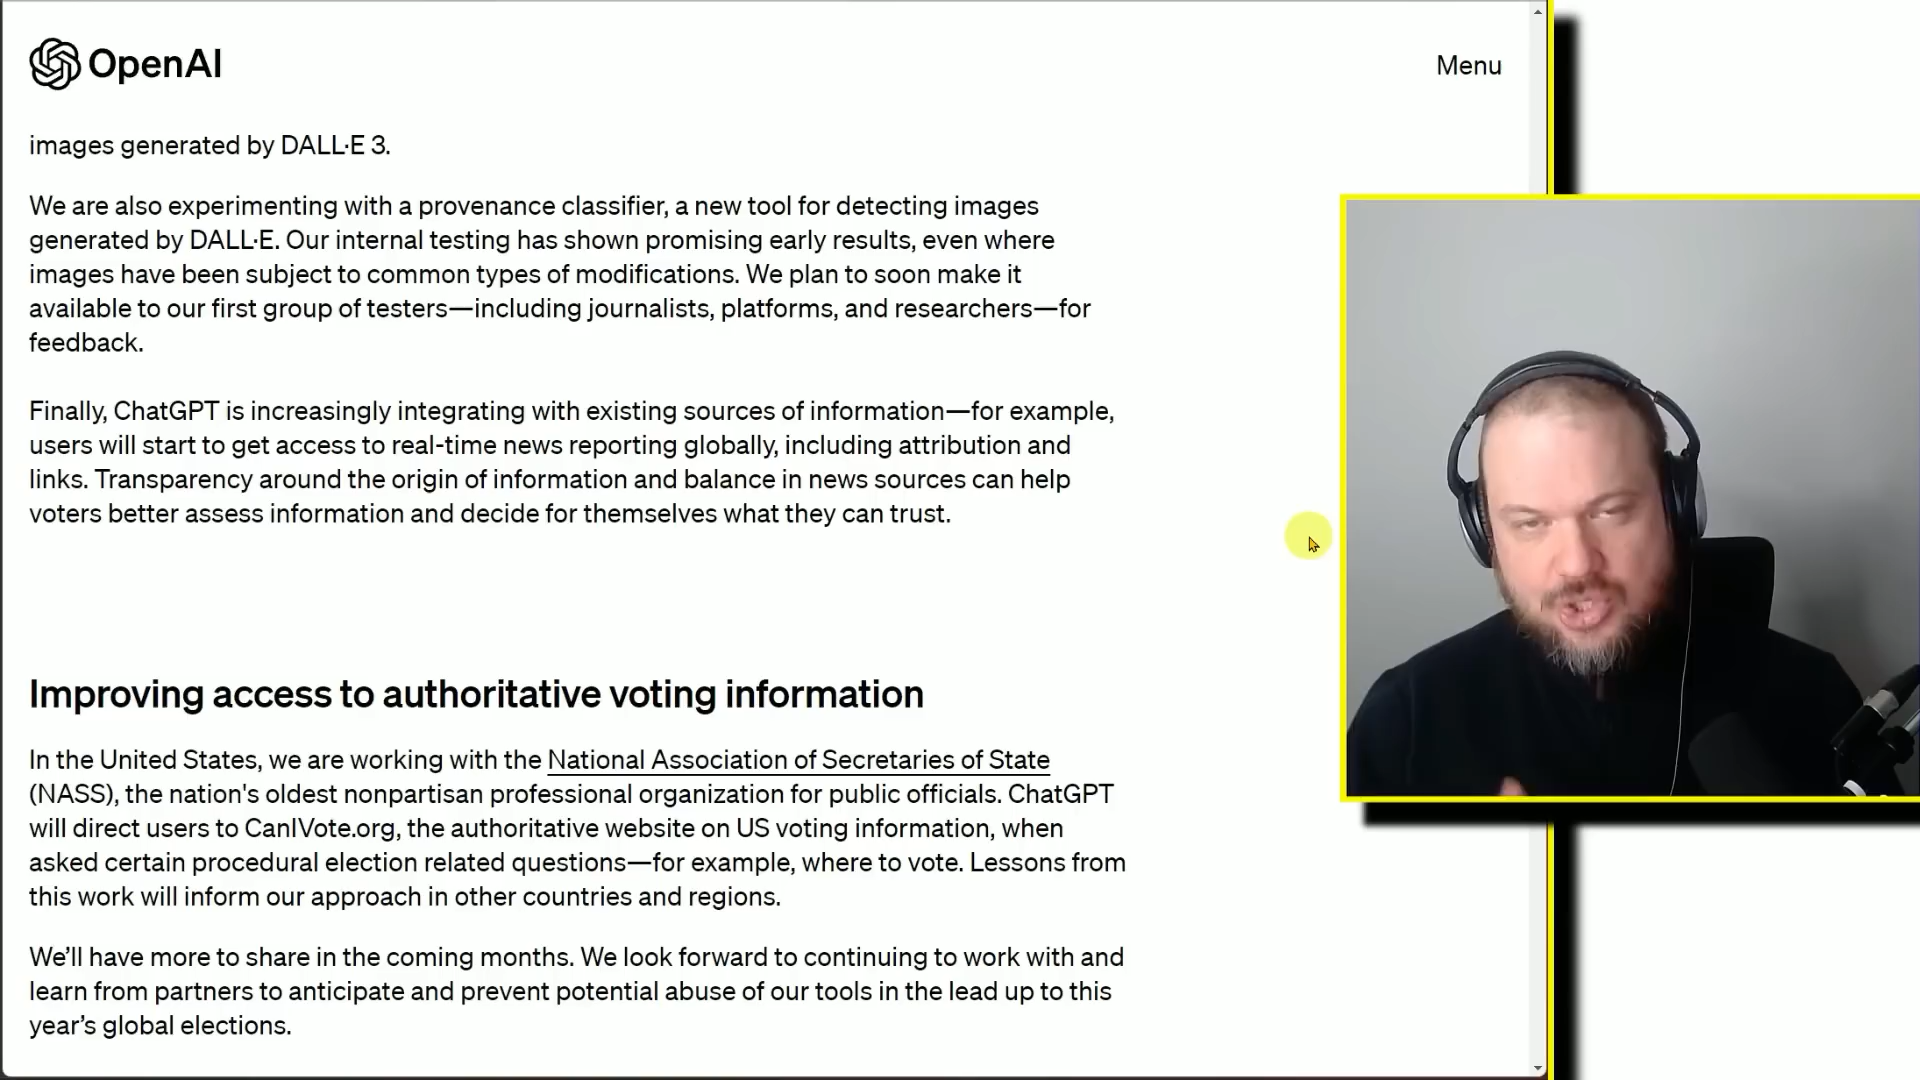 OpenAI
Menu
images generated by DALL·E 3.
We are also experimenting with a provenance classifier, a new tool for detecting images
generated by DALL·E. Our internal testing has shown promising early results, even where
images have been subject to common types of modifications. We plan to soon make it
available to our first group of testers—including journalists, platforms, and researchers—for
feedback.
Finally, ChatGPT is increasingly integrating with existing sources of information—for example,
users will start to get access to real-time news reporting globally, including attribution and
links. Transparency around the origin of information and balance in news sources can help
voters better assess information and decide for themselves what they can trust.
Improving access to authoritative voting information
In the United States, we are working with the National Association of Secretaries of State
(NASS), the nation's oldest nonpartisan professional organization for public officials. ChatGPT
will direct users to CanIVote.org, the authoritative website on US voting information, when
asked certain procedural election related questions—for example, where to vote. Lessons from
this work will inform our approach in other countries and regions.
We’ll have more to share in the coming months. We look forward to continuing to work with and
learn from partners to anticipate and prevent potential abuse of our tools in the lead up to this
year’s global elections.